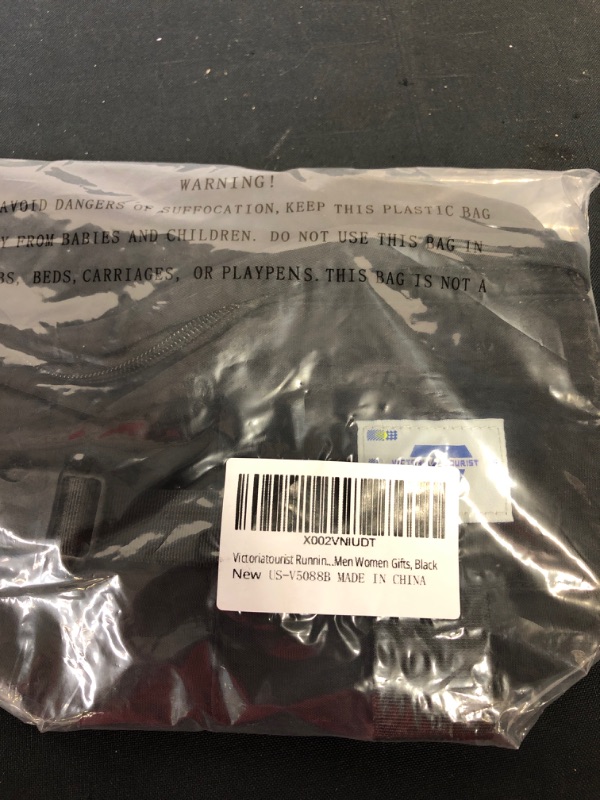 WARNING!
AVOID DANGERS OF SUFFOCATION, KEEP THIS PLASTIC BAG
Y FROM BABIES AND CHILDREN. DO NOT USE THIS BAG IN
BS, BEDS, CARRIAGES, OR PLAYPENS. THIS BAG IS NOT A
X002VNIUDT
Victoriatourist Runnin...Men Women Gifts, Black
New US-V5088B MADE IN CHINA